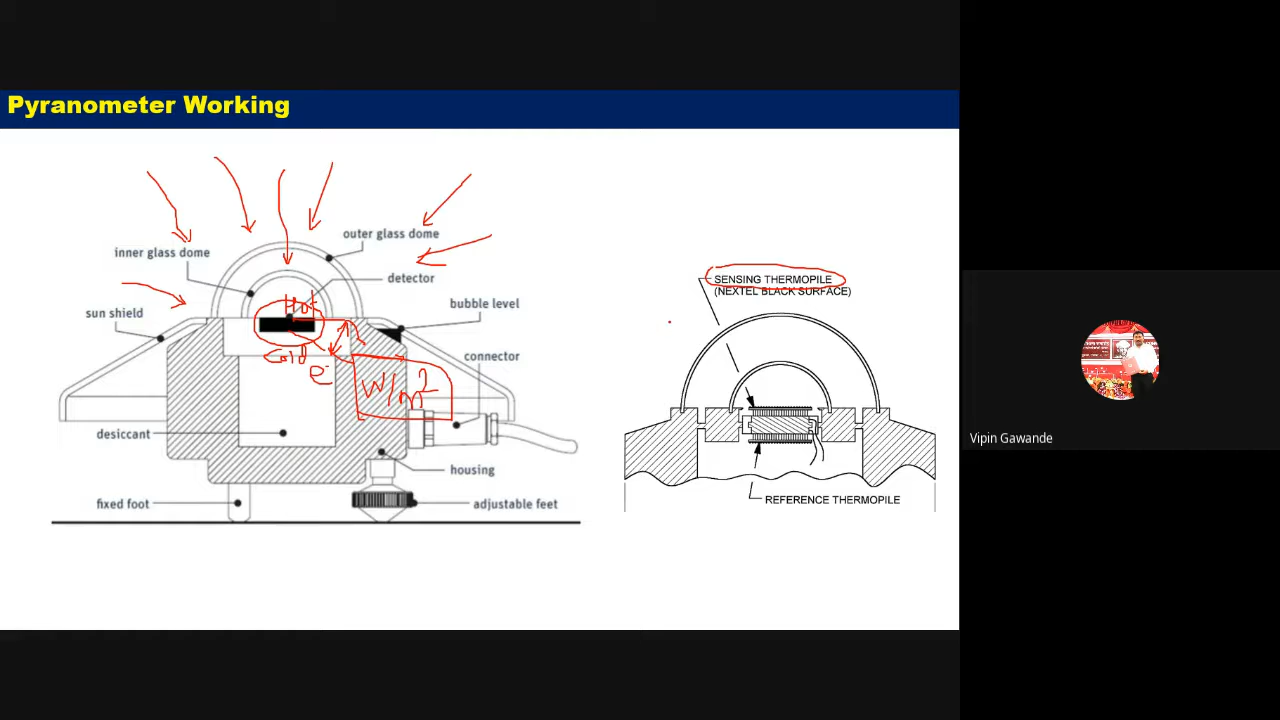 Pyranometer Working
outer glass dome
inner glass dome
detector
Hot
bubble level
sun shield
Cold
connector
e
W/m²
desiccant
housing
fixed foot
adjustable feet
SENSING THERMOPILE
(NEXTEL BLACK SURFACE)
REFERENCE THERMOPILE
Vipin Gawande